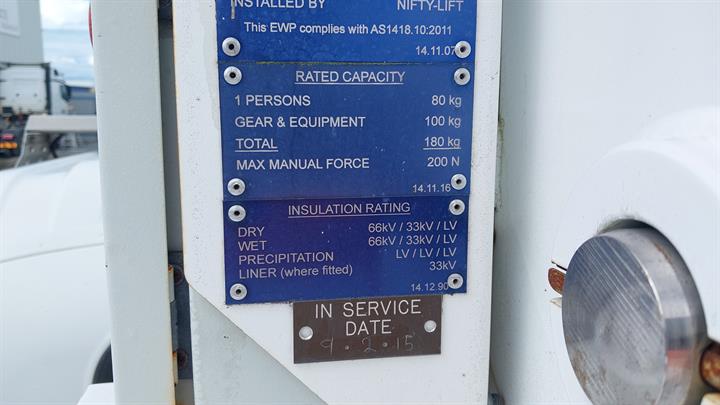 INSTALLED BY NIFTY-LIFT
This EWP complies with AS1418.10:2011
14.11.07
RATED CAPACITY
1 PERSONS 80 kg
GEAR & EQUIPMENT 100 kg
TOTAL 180 kg
MAX MANUAL FORCE 200 N
14.11.16
INSULATION RATING
DRY 66kV / 33kV / LV
WET 66kV / 33kV / LV
PRECIPITATION LV / LV / LV
LINER (where fitted) 33kV
14.12.90
IN SERVICE
DATE
9.2.15